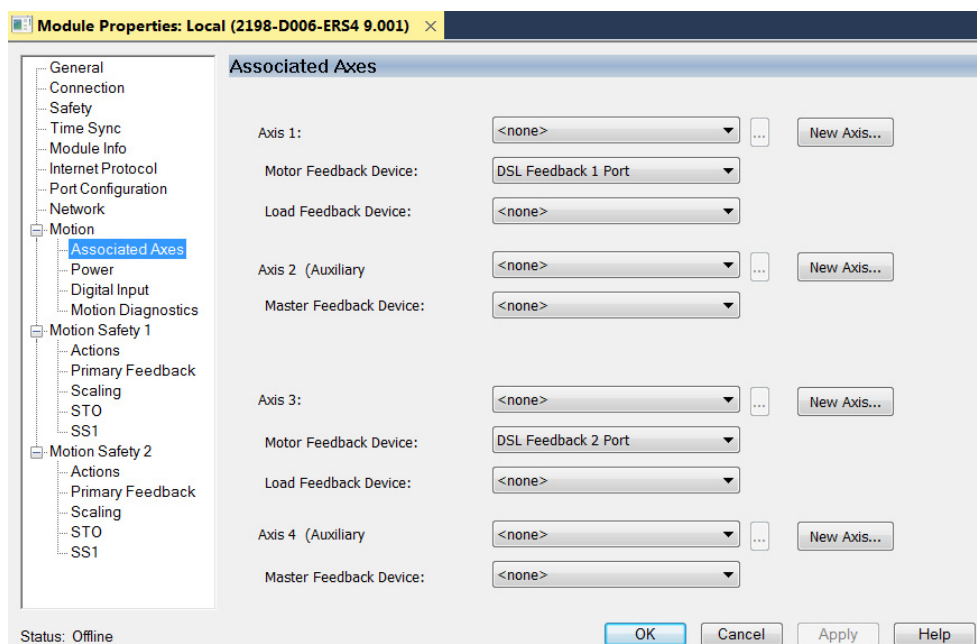 Module Properties: Local (2198-D006-ERS4 9.001) ×
General
Connection
Safety
Time Sync
Module Info
Internet Protocol
Port Configuration
Network
Motion
Associated Axes
Power
Digital Input
Motion Diagnostics
Motion Safety 1
Actions
Primary Feedback
Scaling
STO
SS1
Motion Safety 2
Actions
Primary Feedback
Scaling
STO
SS1
Associated Axes
Axis 1: <none> ... New Axis...
Motor Feedback Device: DSL Feedback 1 Port
Load Feedback Device: <none>
Axis 2 (Auxiliary <none> ... New Axis...
Master Feedback Device: <none>
Axis 3: <none> ... New Axis...
Motor Feedback Device: DSL Feedback 2 Port
Load Feedback Device: <none>
Axis 4 (Auxiliary <none> ... New Axis...
Master Feedback Device: <none>
Status: Offline OK Cancel Apply Help